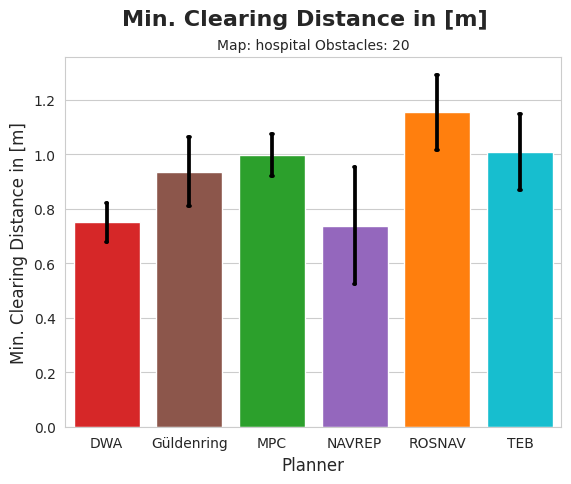 Min. Clearing Distance in [m]
Map: hospital Obstacles: 20
Min. Clearing Distance in [m]
1.2
1.0
0.8
0.6
0.4
0.2
0.0
DWA Güldenring MPC NAVREP ROSNAV TEB
Planner